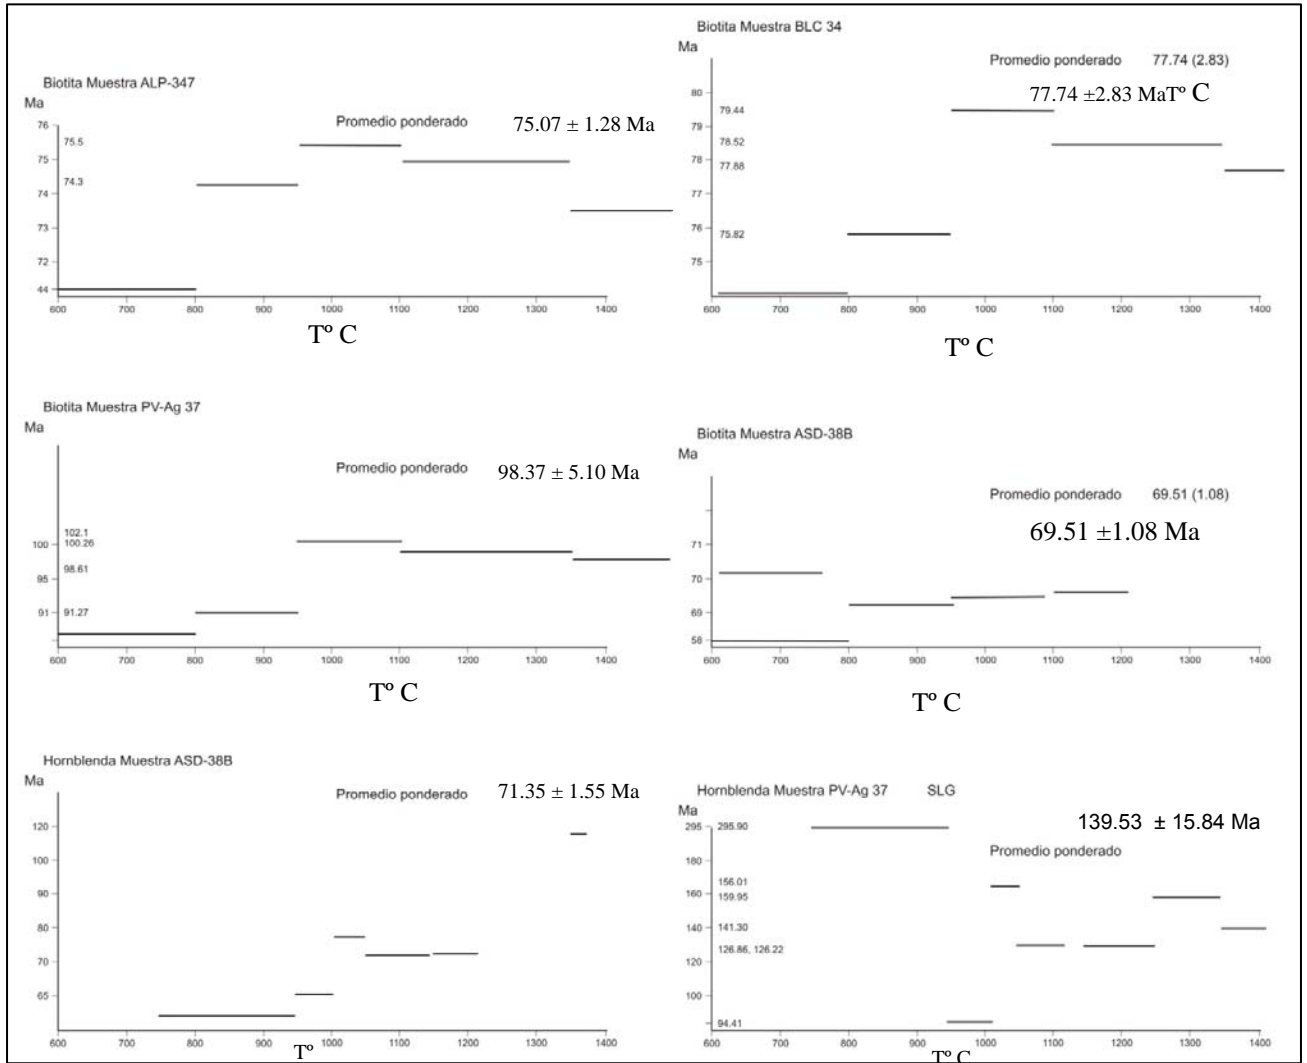 Biotita Muestra ALP-347
Ma
Promedio ponderado 75.07 ± 1.28 Ma
76
75.5
75
74.3
74
73
72
44
600 700 800 900 1000 1100 1200 1300 1400
Tº C
Biotita Muestra BLC 34
Ma
Promedio ponderado 77.74 (2.83)
77.74 ±2.83 MaTº C
80
79.44
79
78.52
78
77.88
77
76
75.82
75
600 800 900 1000 1100 1200 1300 1400
Tº C
Biotita Muestra PV-Ag 37
Ma
Promedio ponderado 98.37 ± 5.10 Ma
102.1
100 100.26
98.61
95
91 91.27
600 700 800 900 1000 1100 1200 1300 1400
Tº C
Biotita Muestra ASD-38B
Ma
Promedio ponderado 69.51 (1.08)
69.51 ±1.08 Ma
71
70
69
58
600 800 900 1000 1100 1200 1300 1400
Tº C
Hornblenda Muestra ASD-38B
Ma
Promedio ponderado 71.35 ± 1.55 Ma
120
100
90
80
70
65
600 700 800 900 1000 1100 1200 1300 1400
Tº
Hornblenda Muestra PV-Ag 37 SLG
Ma
139.53 ± 15.84 Ma
Promedio ponderado
295 295.90
180
156.01
160 159.95
140 141.30
126.86, 126.22
120
100
94.41
600 700 800 900 1000 1100 1200 1300 1400
Tº C